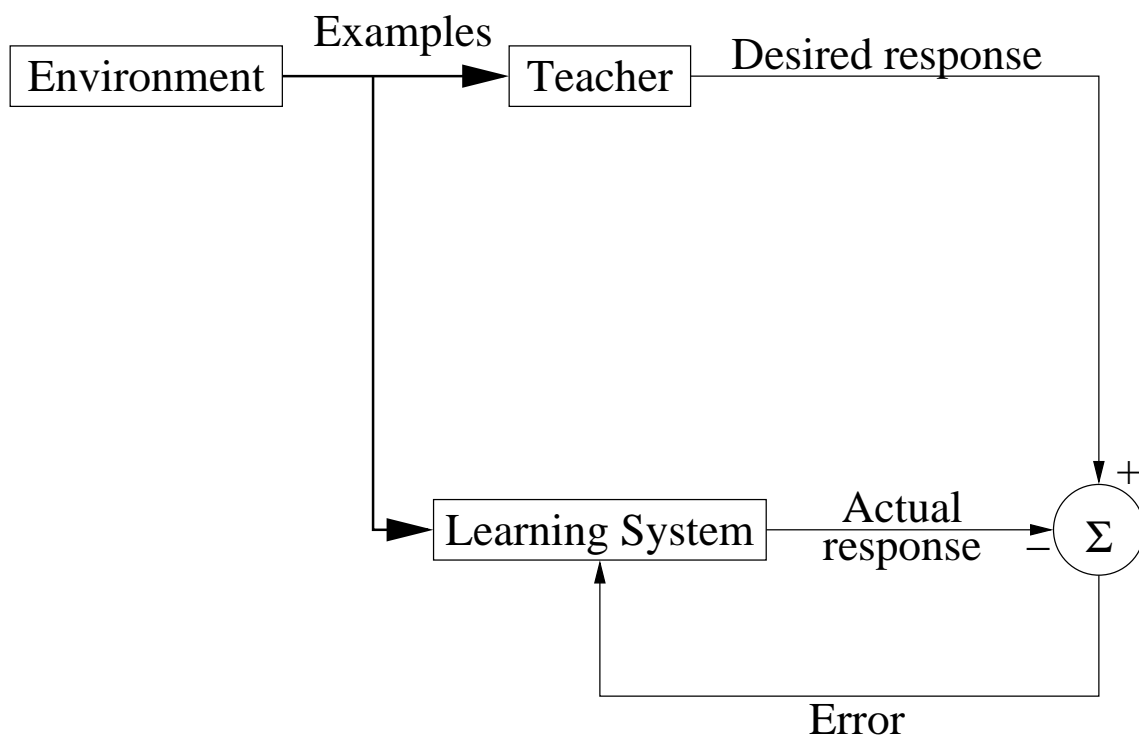 Examples
Environment
Teacher
Desired response
+
Learning System
Actual
response
−
Σ
Error